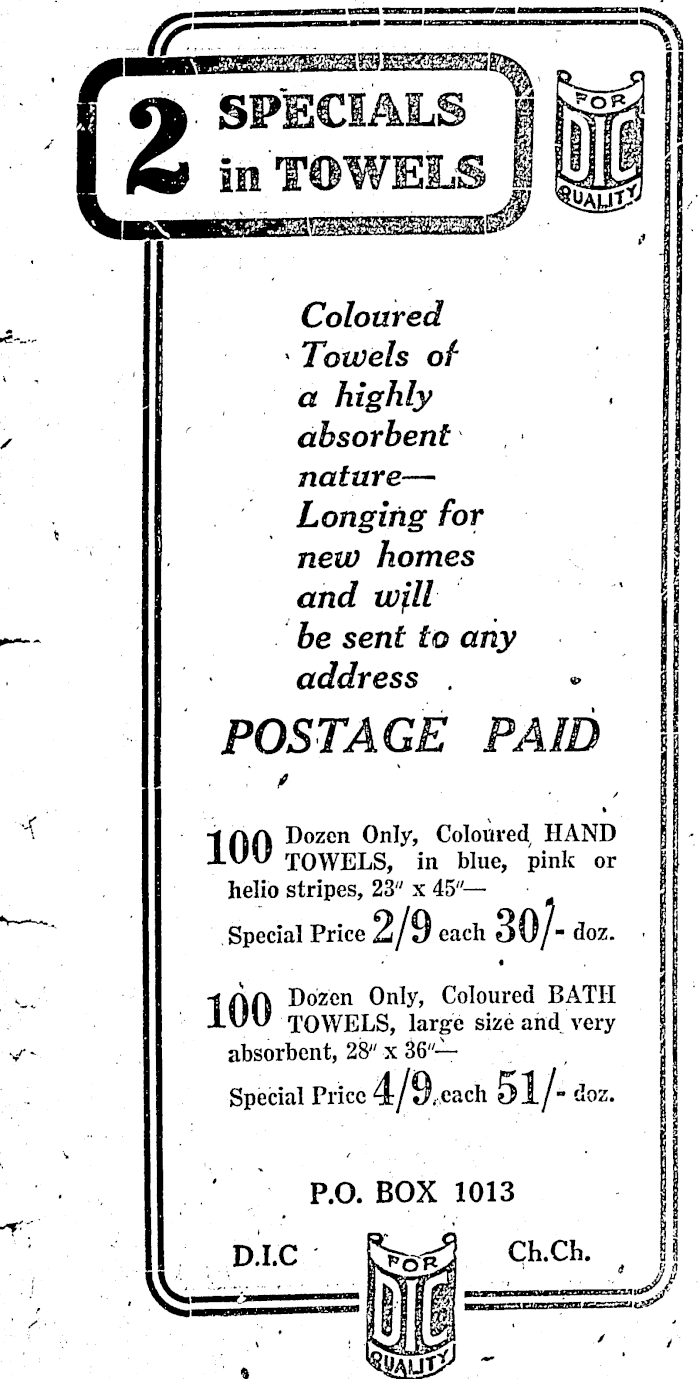 2 SPECIALS
in TOWELS
FOR
DIC
QUALITY
Coloured
Towels of
a highly
absorbent
nature—
Longing for
new homes
and will
be sent to any
address
POSTAGE PAID
100 Dozen Only, Coloured HAND
TOWELS, in blue, pink or
helio stripes, 23" x 45"—
Special Price 2/9 each 30/- doz.
100 Dozen Only, Coloured BATH
TOWELS, large size and very
absorbent, 28" x 36"—
Special Price 4/9 each 51/- doz.
P.O. BOX 1013
D.I.C Ch.Ch.
FOR
DIC
QUALITY